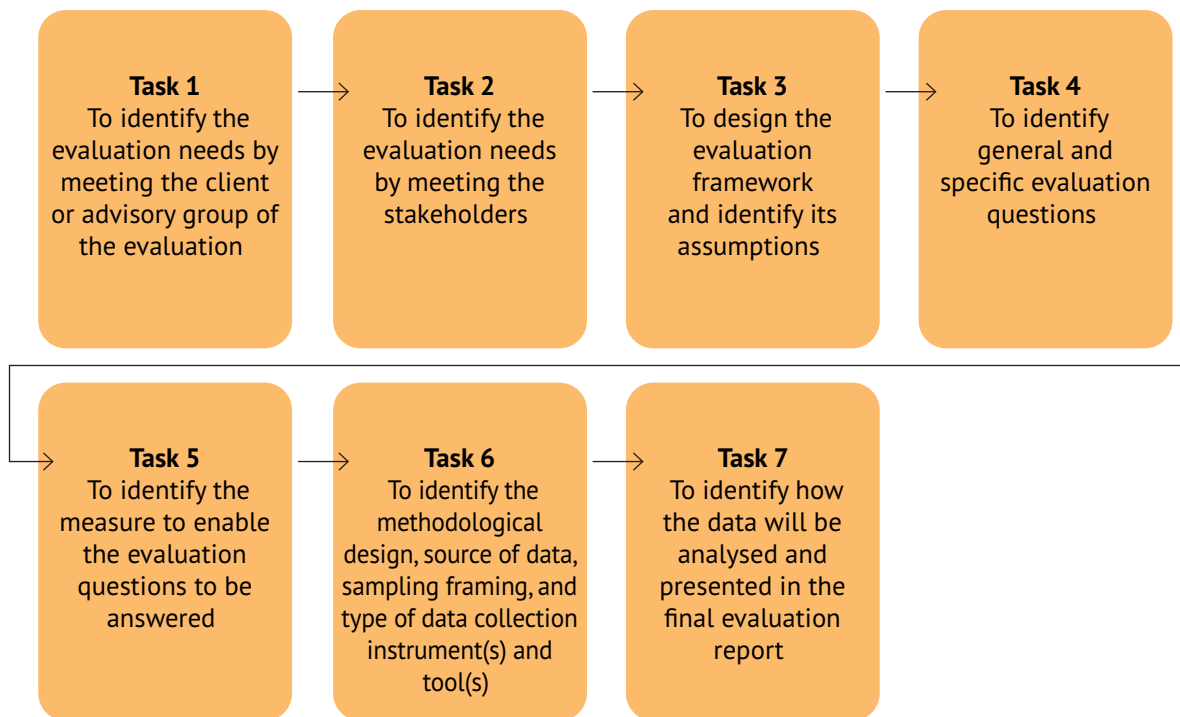 Task 1
To identify the
evaluation needs by
meeting the client
or advisory group of
the evaluation
Task 2
To identify the
evaluation needs
by meeting the
stakeholders
Task 3
To design the
evaluation
framework
and identify its
assumptions
Task 4
To identify
general and
specific evaluation
questions
Task 5
To identify the
measure to enable
the evaluation
questions to be
answered
Task 6
To identify the
methodological
design, source of data,
sampling framing, and
type of data collection
instrument(s) and
tool(s)
Task 7
To identify how
the data will be
analysed and
presented in the
final evaluation
report